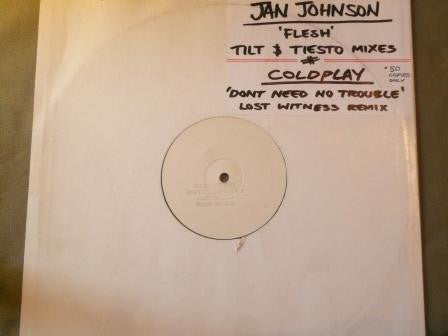 JAN JOHNSON
'FLESH'
TILT $ TIESTO MIXES
*
COLDPLAY
*50
COPIES
ONLY
'DONT NEED NO TROUBLE'
LOST WITNESS REMIX